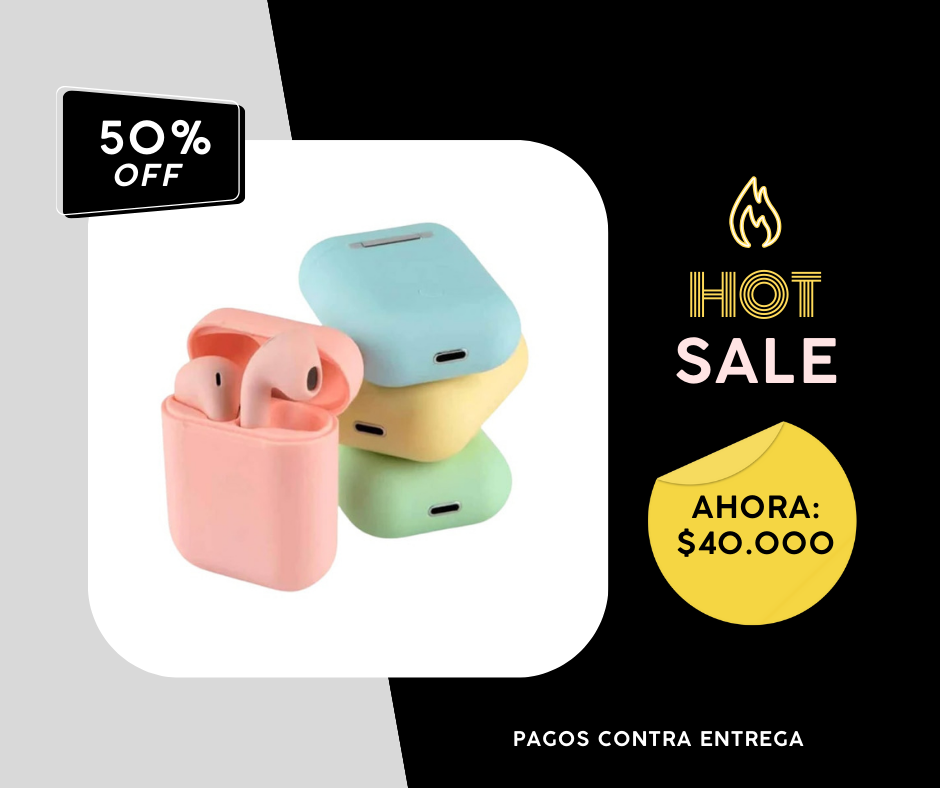 50%
OFF
HOT
SALE
AHORA:
$40.000
PAGOS CONTRA ENTREGA